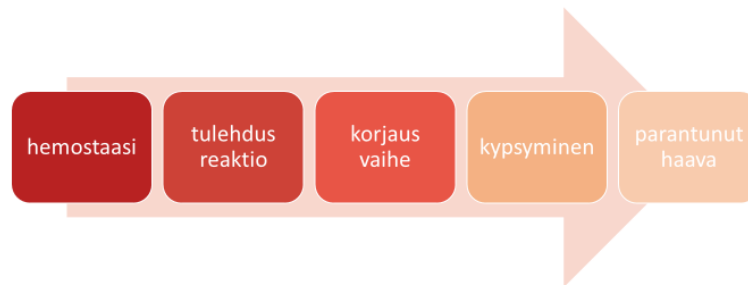 hemostaasi
tulehdus
reaktio
korjaus
vaihe
kypsyminen
parantunut
haava